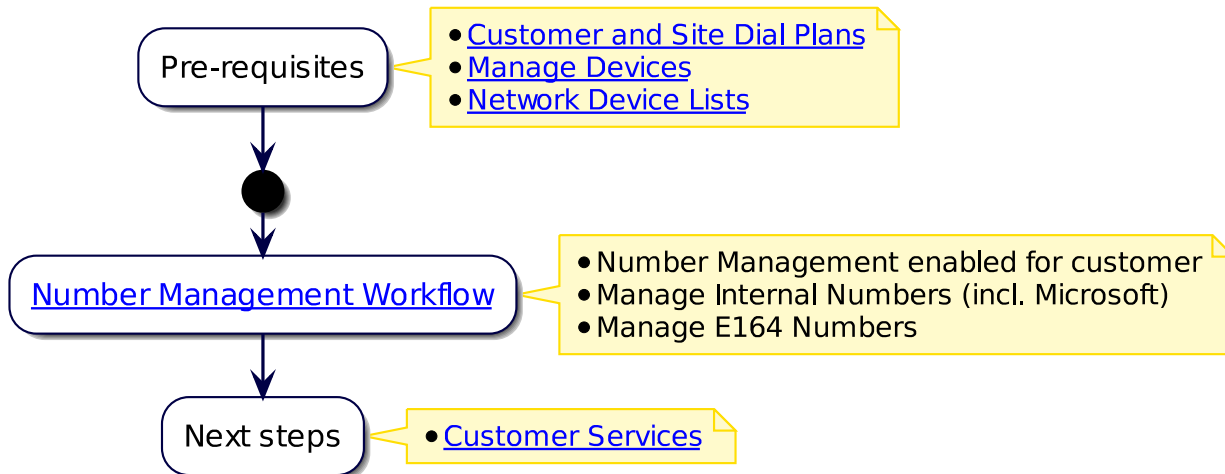 Pre-requisites
• Customer and Site Dial Plans
• Manage Devices
• Network Device Lists
Number Management Workflow
• Number Management enabled for customer
• Manage Internal Numbers (incl. Microsoft)
• Manage E164 Numbers
Next steps
• Customer Services